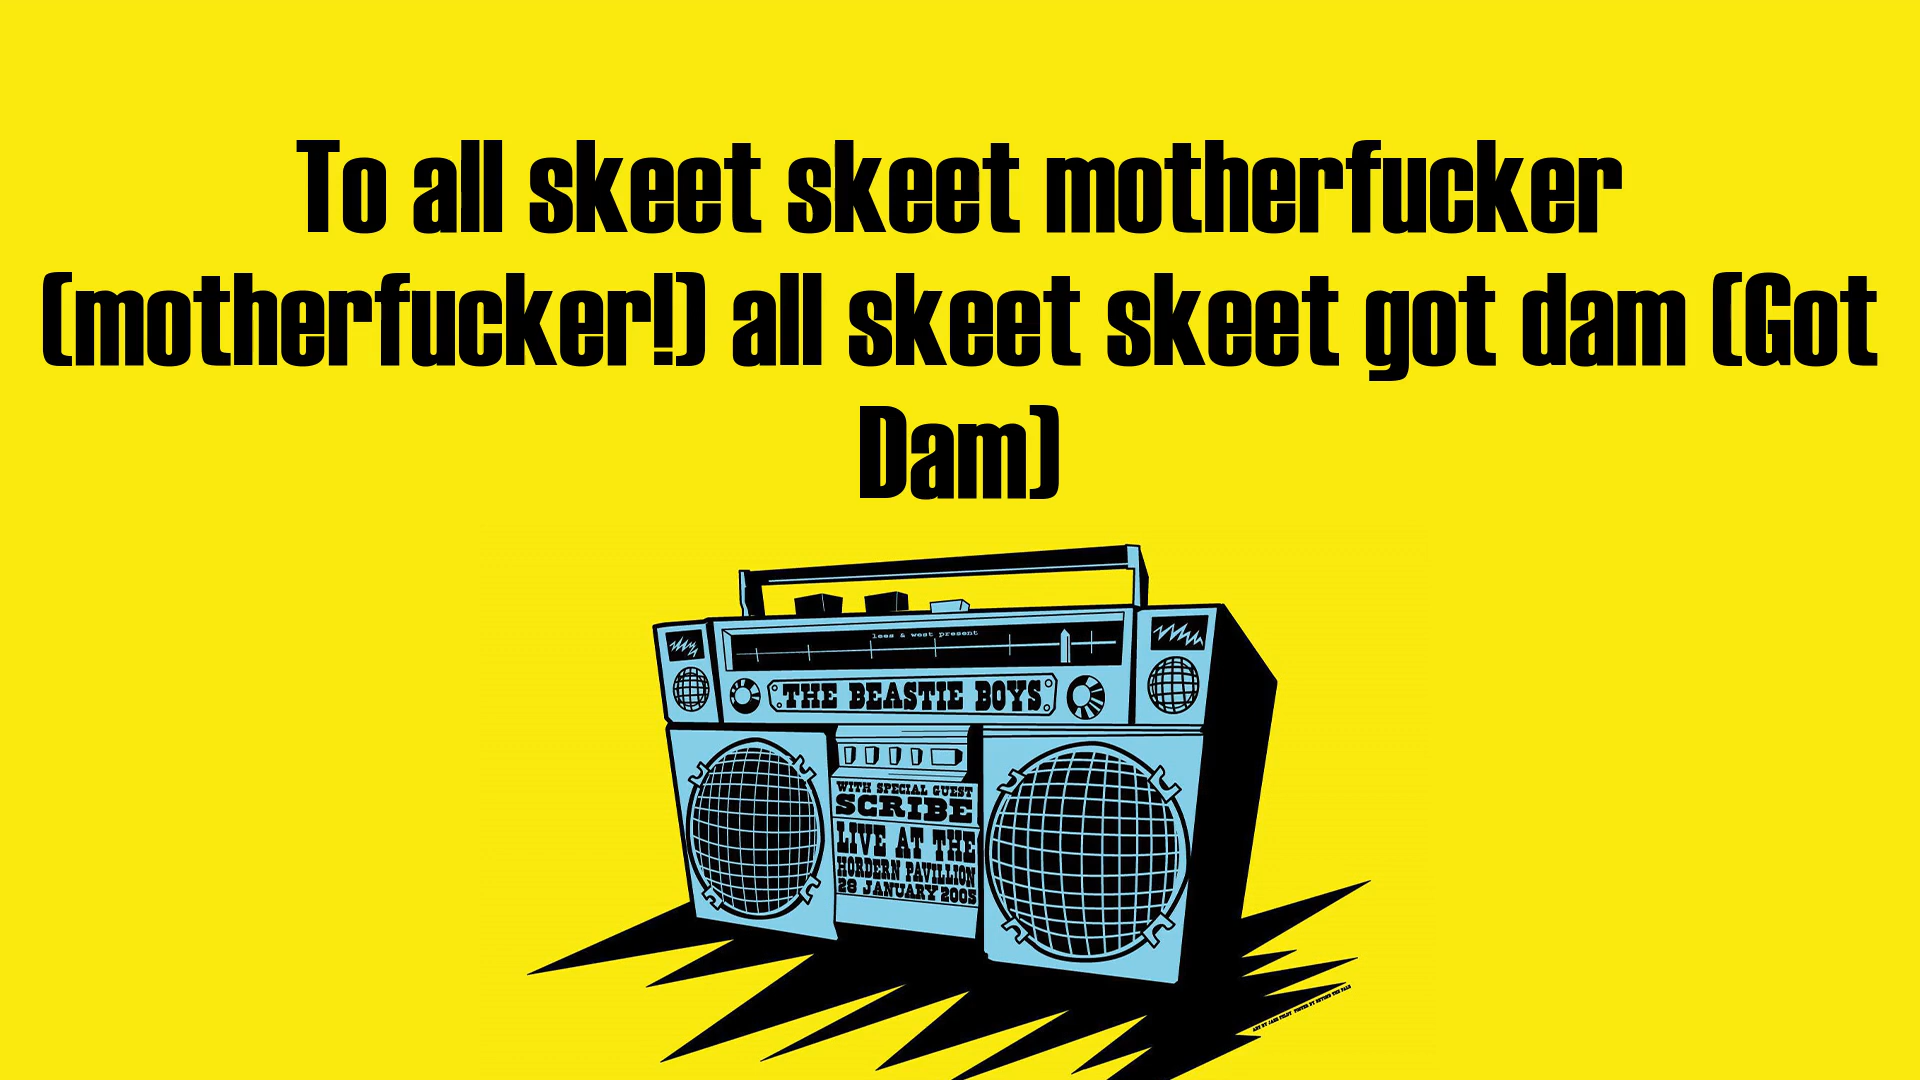 To all skeet skeet motherfucker
(motherfucker!) all skeet skeet got dam (Got
Dam)
lees & west present
THE BEASTIE BOYS
WITH SPECIAL GUEST
SCRIBE
LIVE AT THE
HORDERN PAVILLION
28 JANUARY 2005